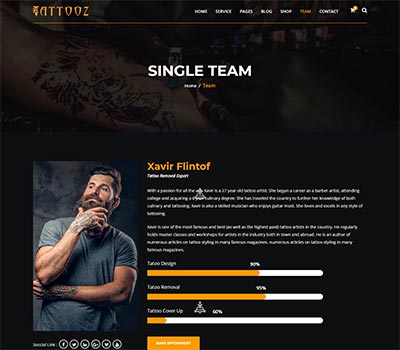 TATTOOZ
HOME SERVICE PAGES BLOG SHOP TEAM CONTACT
SINGLE TEAM
Home / Team
Xavir Flintof
Tattoo Removal Expart
With a passion for all the arts Xavir is a 27 year old tattoo artist. She began a career as a barber artist, attending
college and acquiring a 4 year culinary degree. She has traveled the country to further her knowledge of both
culinary and tattooing. Xavir is also a skilled musician who enjoys guitar most. She loves and excels in any style of
tattooing.
Xavir is one of the most famous and best (as well as the highest paid) tattoo artists in the country. He regularly
holds master classes and workshops for artists in the industry both in town and abroad. He is an author of
numerous articles on tattoo styling in many famous magazines. numerous articles on tattoo styling in many
famous magazines.
Tattoo Design 90%
Tattoo Removal 95%
Tattoo Cover Up 60%
Soccial Link :
MAKE APPOINMENT